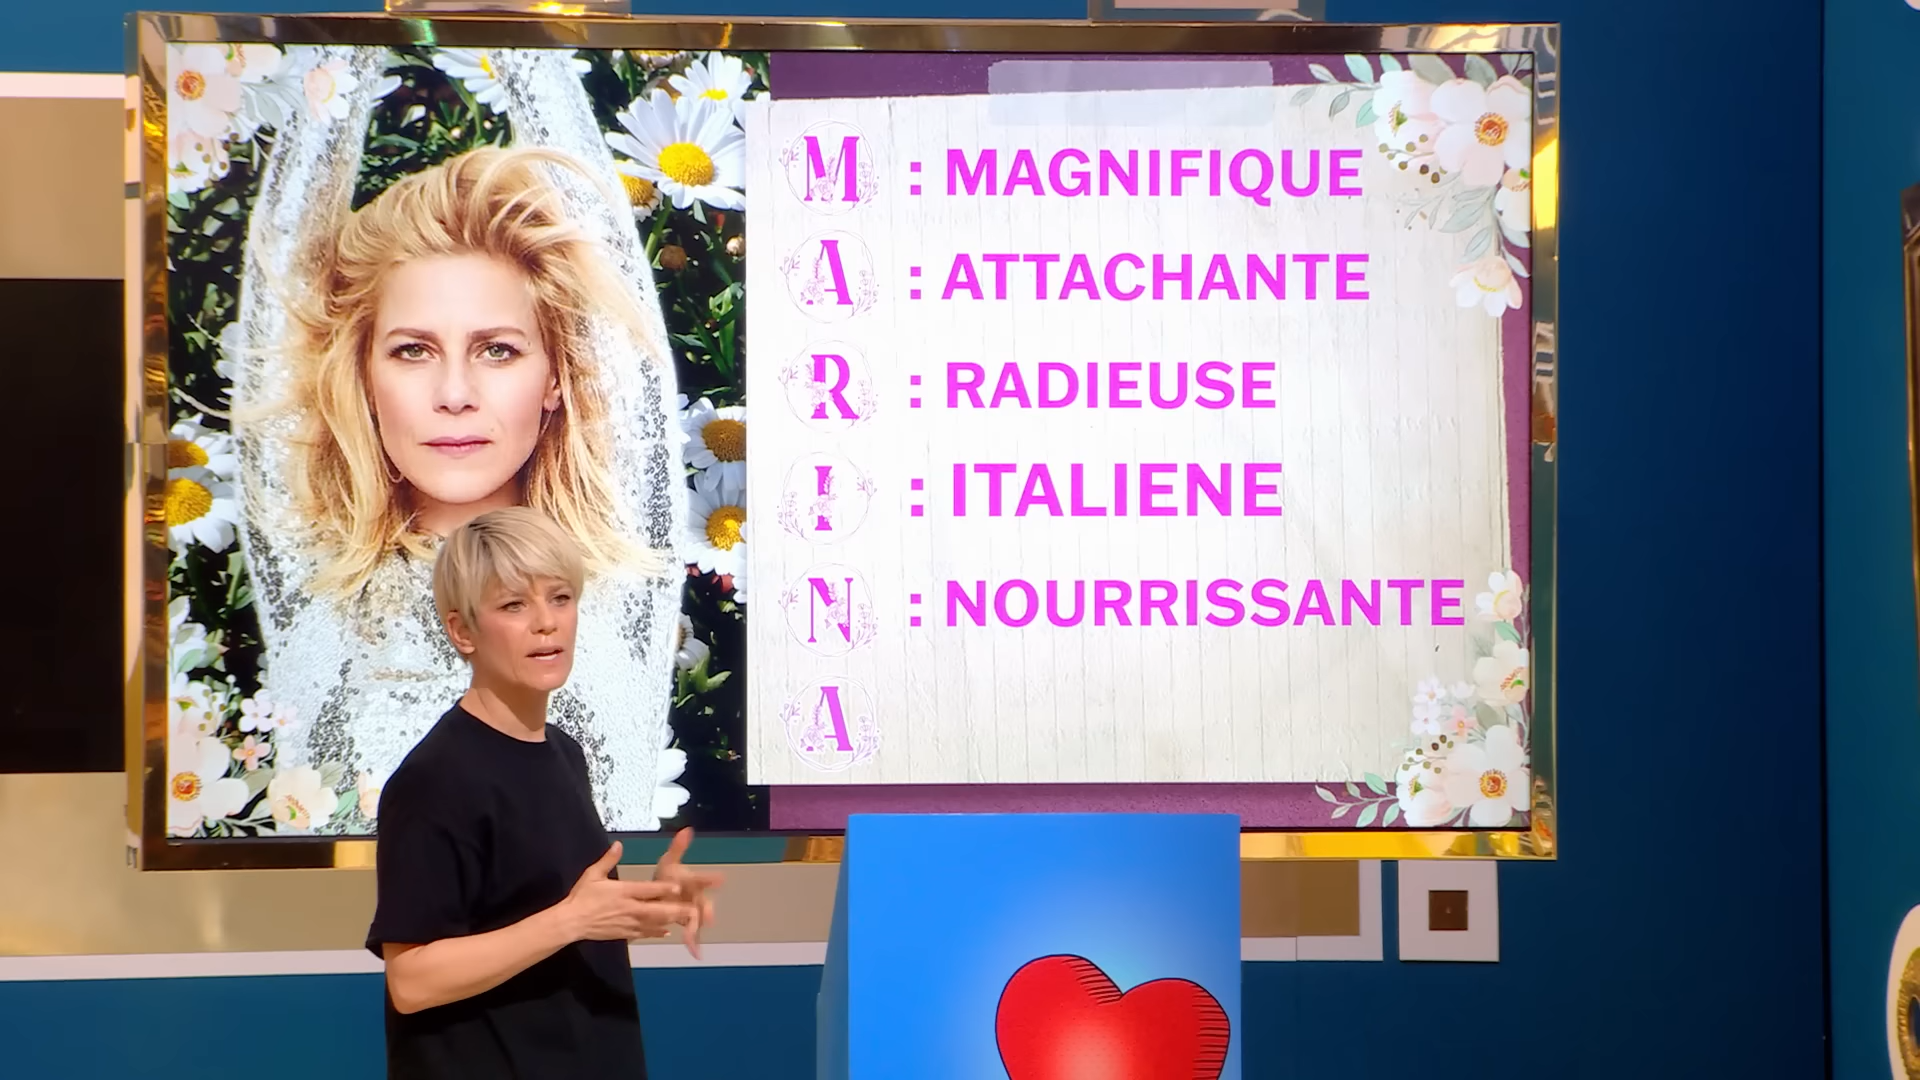 M : MAGNIFIQUE
A : ATTACHANTE
R : RADIEUSE
I : ITALIENE
N : NOURRISSANTE
A